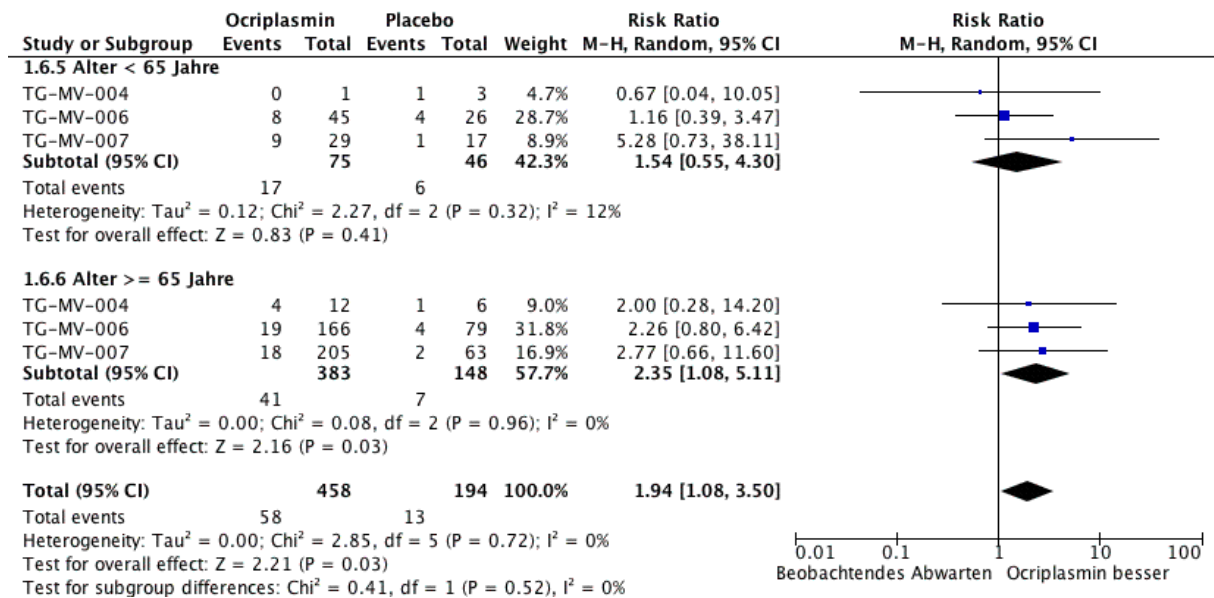 Ocriplasmin Placebo Risk Ratio Risk Ratio
Study or Subgroup Events Total Events Total Weight M-H, Random, 95% CI M-H, Random, 95% CI
1.6.5 Alter < 65 Jahre
TG-MV-004 0 1 1 3 4.7% 0.67 [0.04, 10.05]
TG-MV-006 8 45 4 26 28.7% 1.16 [0.39, 3.47]
TG-MV-007 9 29 1 17 8.9% 5.28 [0.73, 38.11]
Subtotal (95% CI) 75 46 42.3% 1.54 [0.55, 4.30]
Total events 17 6
Heterogeneity: Tau² = 0.12; Chi² = 2.27, df = 2 (P = 0.32); I² = 12%
Test for overall effect: Z = 0.83 (P = 0.41)
1.6.6 Alter >= 65 Jahre
TG-MV-004 4 12 1 6 9.0% 2.00 [0.28, 14.20]
TG-MV-006 19 166 4 79 31.8% 2.26 [0.80, 6.42]
TG-MV-007 18 205 2 63 16.9% 2.77 [0.66, 11.60]
Subtotal (95% CI) 383 148 57.7% 2.35 [1.08, 5.11]
Total events 41 7
Heterogeneity: Tau² = 0.00; Chi² = 0.08, df = 2 (P = 0.96); I² = 0%
Test for overall effect: Z = 2.16 (P = 0.03)
Total (95% CI) 458 194 100.0% 1.94 [1.08, 3.50]
Total events 58 13
Heterogeneity: Tau² = 0.00; Chi² = 2.85, df = 5 (P = 0.72); I² = 0%
Test for overall effect: Z = 2.21 (P = 0.03)
Test for subgroup differences: Chi² = 0.41, df = 1 (P = 0.52), I² = 0%
0.01 0.1 1 10 100
Beobachtendes Abwarten Ocriplasmin besser